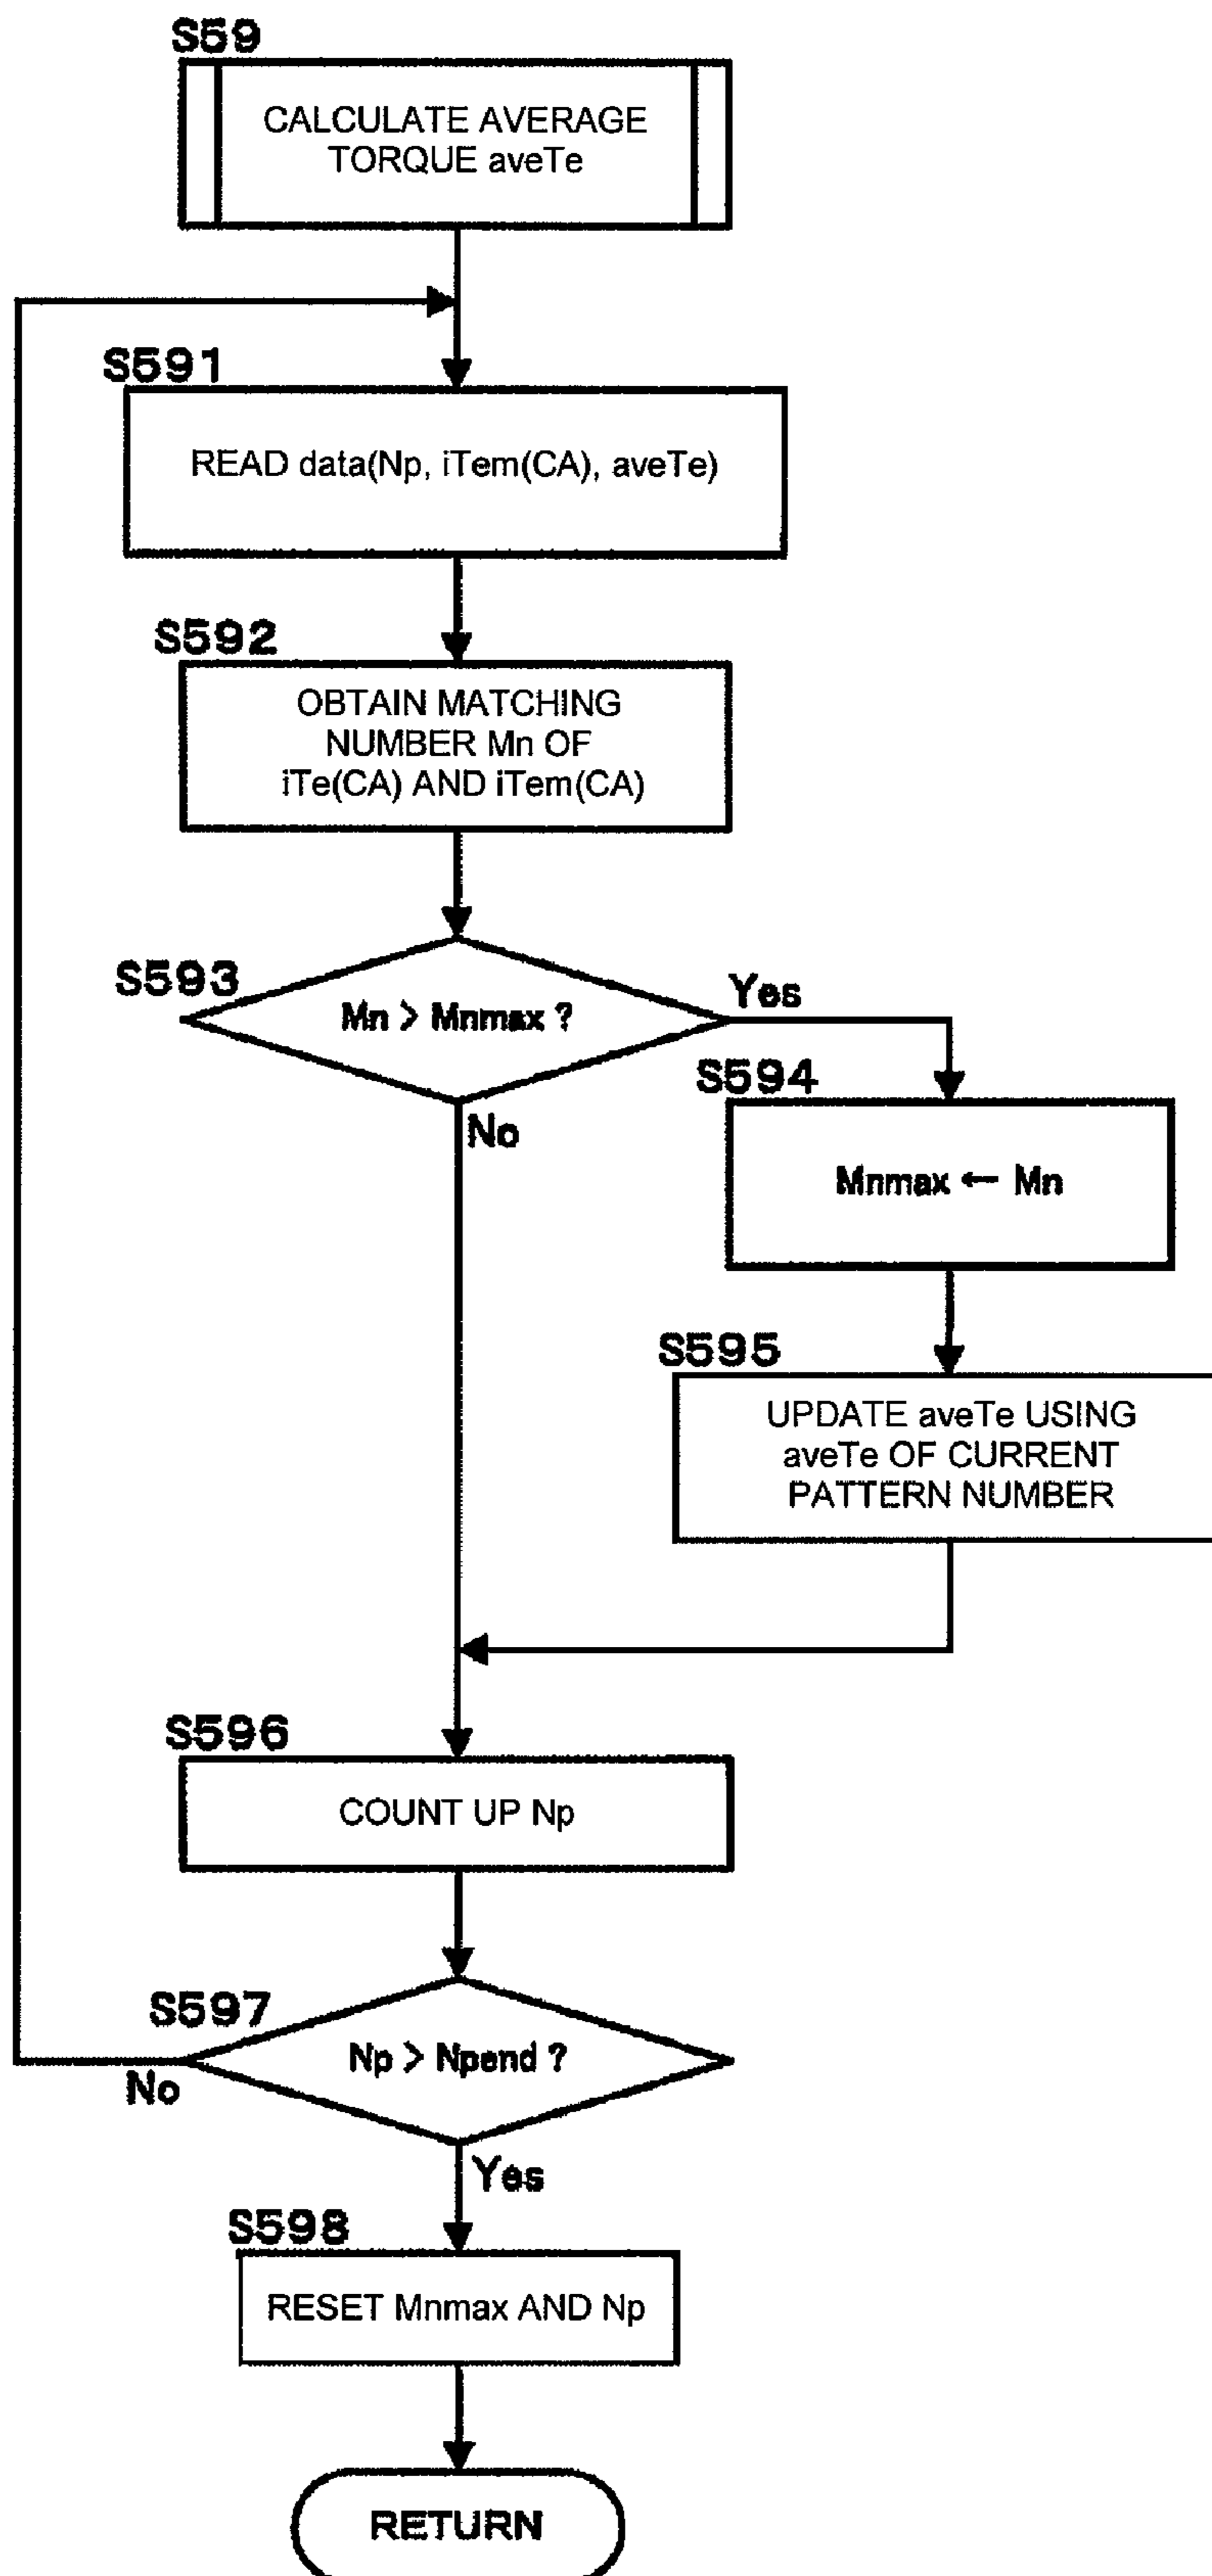 S59
CALCULATE AVERAGE
TORQUE aveTe
S591
READ data(Np, iTem(CA), aveTe)
S592
OBTAIN MATCHING
NUMBER Mn OF
iTe(CA) AND iTem(CA)
S593
Mn > Mnmax ?
Yes
No
S594
Mnmax ← Mn
S595
UPDATE aveTe USING
aveTe OF CURRENT
PATTERN NUMBER
S596
COUNT UP Np
S597
Np > Npend ?
No
Yes
S598
RESET Mnmax AND Np
RETURN